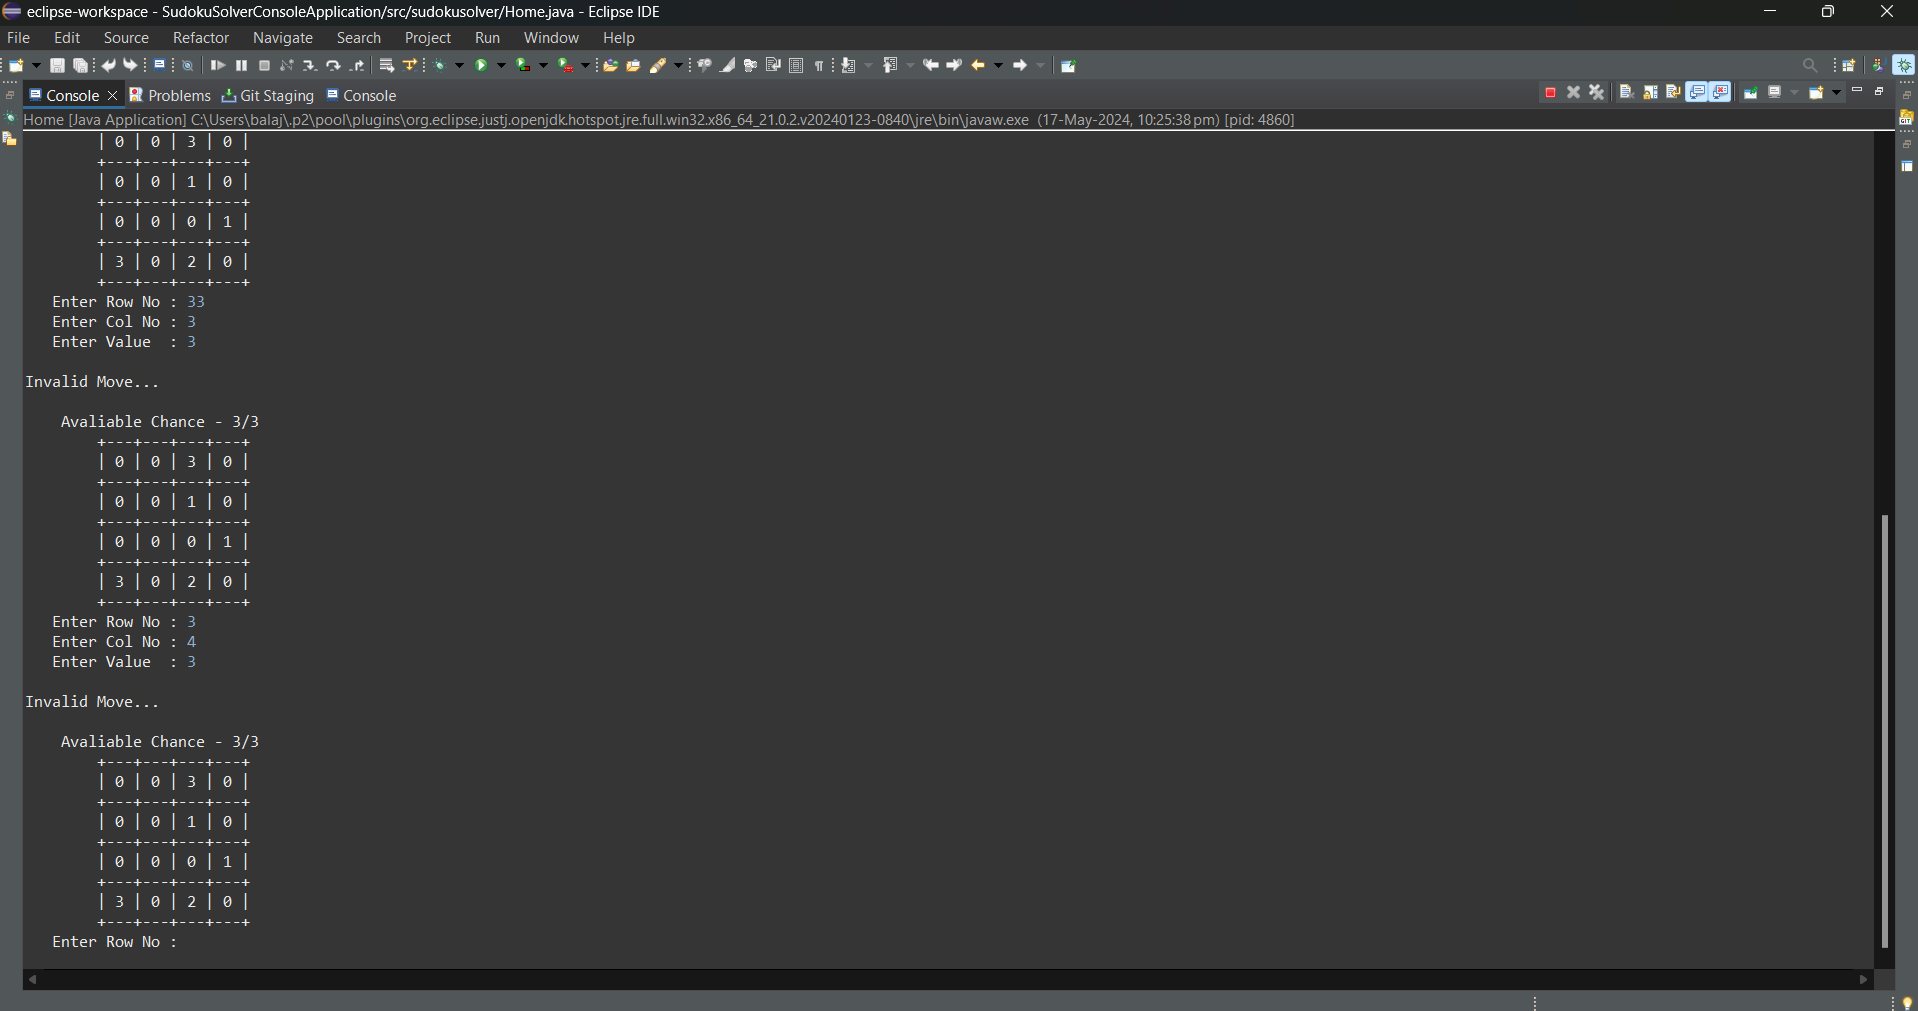 eclipse-workspace - SudokuSolverConsoleApplication/src/sudokusolver/Home.java - Eclipse IDE
File Edit Source Refactor Navigate Search Project Run Window Help
Console Problems Git Staging Console
Home [Java Application] C:\Users\balaj\.p2\pool\plugins\org.eclipse.justj.openjdk.hotspot.jre.full.win32.x86_64_21.0.2.v20240123-0840\jre\bin\javaw.exe (17-May-2024, 10:25:38 pm) [pid: 4860]
| 0 | 0 | 3 | 0 |
+---+---+---+---+
| 0 | 0 | 1 | 0 |
+---+---+---+---+
| 0 | 0 | 0 | 1 |
+---+---+---+---+
| 3 | 0 | 2 | 0 |
+---+---+---+---+
Enter Row No : 33
Enter Col No : 3
Enter Value : 3
Invalid Move...
Avaliable Chance - 3/3
+---+---+---+---+
| 0 | 0 | 3 | 0 |
+---+---+---+---+
| 0 | 0 | 1 | 0 |
+---+---+---+---+
| 0 | 0 | 0 | 1 |
+---+---+---+---+
| 3 | 0 | 2 | 0 |
+---+---+---+---+
Enter Row No : 3
Enter Col No : 4
Enter Value : 3
Invalid Move...
Avaliable Chance - 3/3
+---+---+---+---+
| 0 | 0 | 3 | 0 |
+---+---+---+---+
| 0 | 0 | 1 | 0 |
+---+---+---+---+
| 0 | 0 | 0 | 1 |
+---+---+---+---+
| 3 | 0 | 2 | 0 |
+---+---+---+---+
Enter Row No :